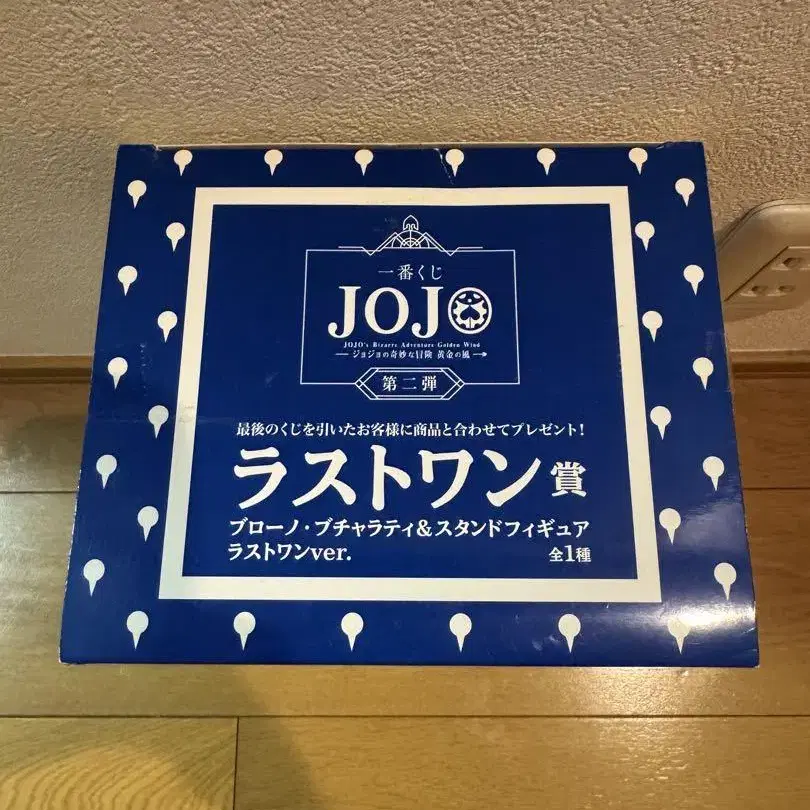 一番くじ
JOJO
JOJO's Bizarre Adventure Golden Wind
ジョジョの奇妙な冒険 黄金の風
第二弾
最後のくじを引いたお客様に商品と合わせてプレゼント!
ラストワン賞
ブローノ・ブチャラティ&スタンドフィギュア
ラストワンver. 全1種